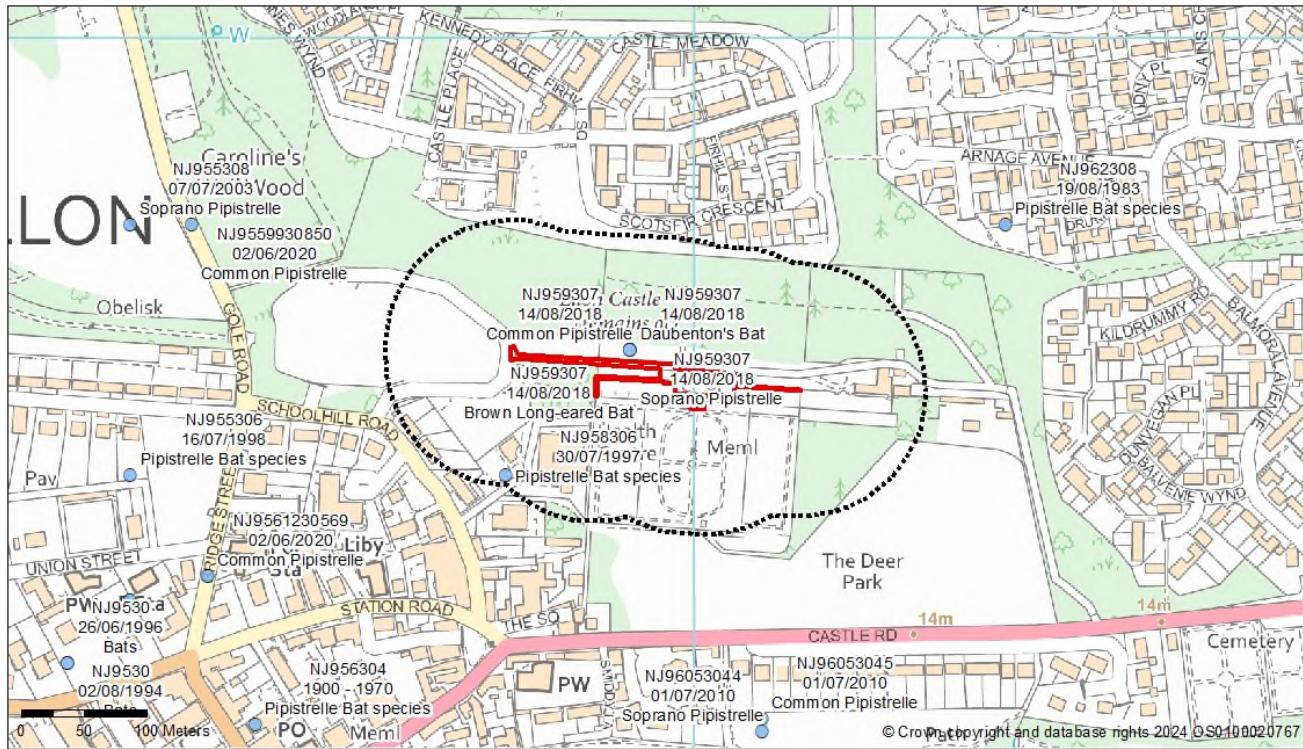 W
CASTLE MEADOW
KENNEDY PLACE
CASTLE PLACE
ARNAGE AVENUE
SCOTSFIR CRESCENT
Caroline's
Wood
NJ955308
07/07/2003
Soprano Pipistrelle
NJ9559930850
02/06/2020
Common Pipistrelle
NJ962308
19/08/1983
Pipistrelle Bat species
LLON
Obelisk
GOLF ROAD
NJ959307
14/08/2018
Common Pipistrelle
NJ959307
14/08/2018
Daubenton's Bat
NJ959307
14/08/2018
Brown Long-eared Bat
NJ959307
14/08/2018
Soprano Pipistrelle
KILDRUMMY RD
BALMORAL AVENUE
DUNVEGAN PL
BALVENIE WYND
SCHOOLHILL ROAD
NJ955306
16/07/1998
Pipistrelle Bat species
NJ958306
30/07/1997
Pipistrelle Bat species
Meml
Pav
NJ9561230569
02/06/2020
Common Pipistrelle
Liby
Sta
UNION STREET
STATION ROAD
The Deer
Park
14m
14m
THE SQ
CASTLE RD
Cemetery
NJ9530
26/06/1996
Bats
NJ9530
02/08/1994
Bats
NJ956304
1900 - 1970
Pipistrelle Bat species
PW
NJ96053044
01/07/2010
Soprano Pipistrelle
NJ96053045
01/07/2010
Common Pipistrelle
PO
Meml
0 50 100 Meters
© Crown copyright and database rights 2024 OS0100020767